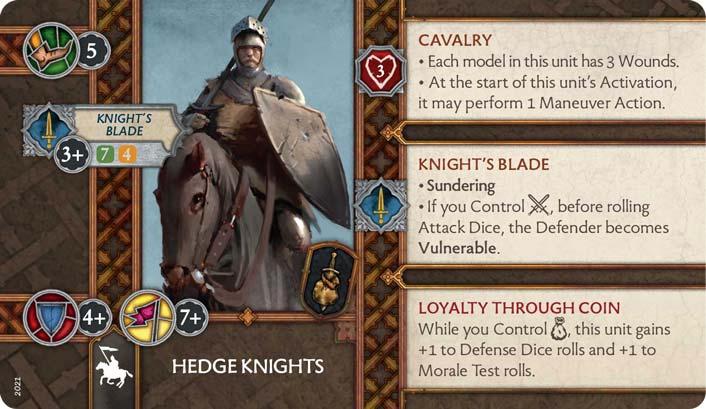 5
KNIGHT'S
BLADE
3+ 7 4
4+ 7+
HEDGE KNIGHTS
2021
3
CAVALRY
• Each model in this unit has 3 Wounds.
• At the start of this unit's Activation,
it may perform 1 Maneuver Action.
KNIGHT'S BLADE
• Sundering
• If you Control , before rolling
Attack Dice, the Defender becomes
Vulnerable.
LOYALTY THROUGH COIN
While you Control , this unit gains
+1 to Defense Dice rolls and +1 to
Morale Test rolls.